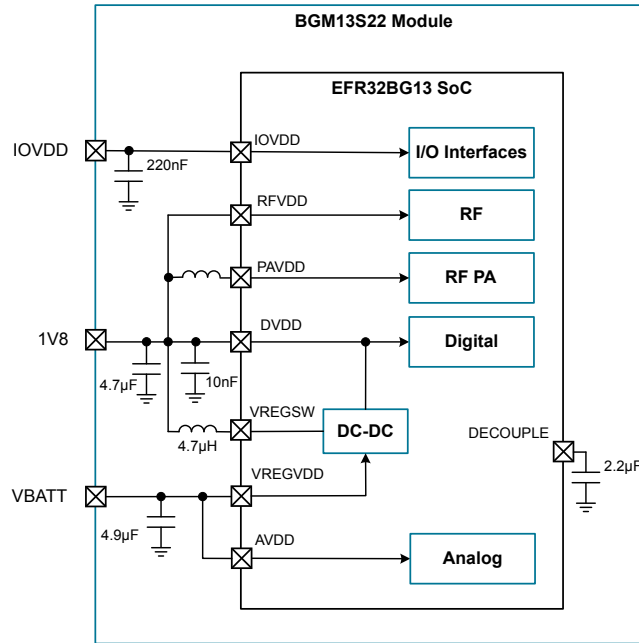 BGM13S22 Module
EFR32BG13 SoC
IOVDD
220nF
IOVDD
I/O Interfaces
RFVDD
RF
PAVDD
RF PA
1V8
4.7µF
10nF
DVDD
Digital
4.7µH
VREGSW
DC-DC
DECOUPLE
2.2µF
VBATT
4.9µF
VREGVDD
AVDD
Analog